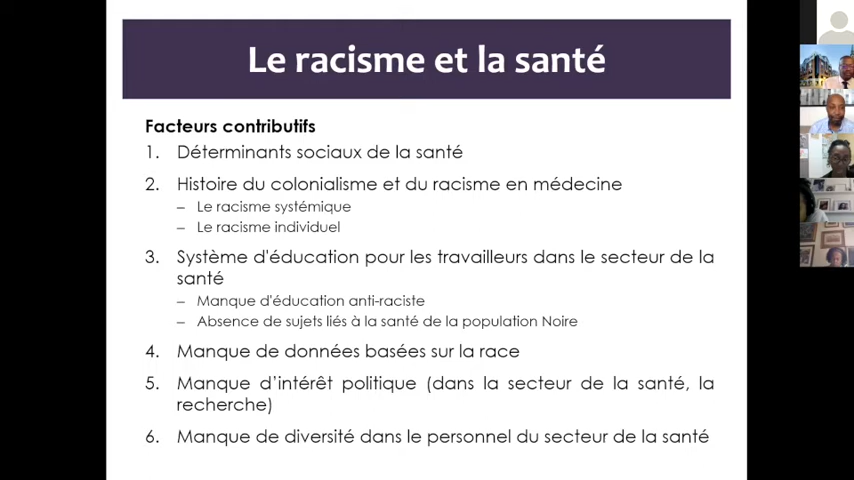 Le racisme et la santé
Facteurs contributifs
1. Déterminants sociaux de la santé
2. Histoire du colonialisme et du racisme en médecine
– Le racisme systémique
– Le racisme individuel
3. Système d'éducation pour les travailleurs dans le secteur de la
santé
– Manque d'éducation anti-raciste
– Absence de sujets liés à la santé de la population Noire
4. Manque de données basées sur la race
5. Manque d'intérêt politique (dans la secteur de la santé, la
recherche)
6. Manque de diversité dans le personnel du secteur de la santé